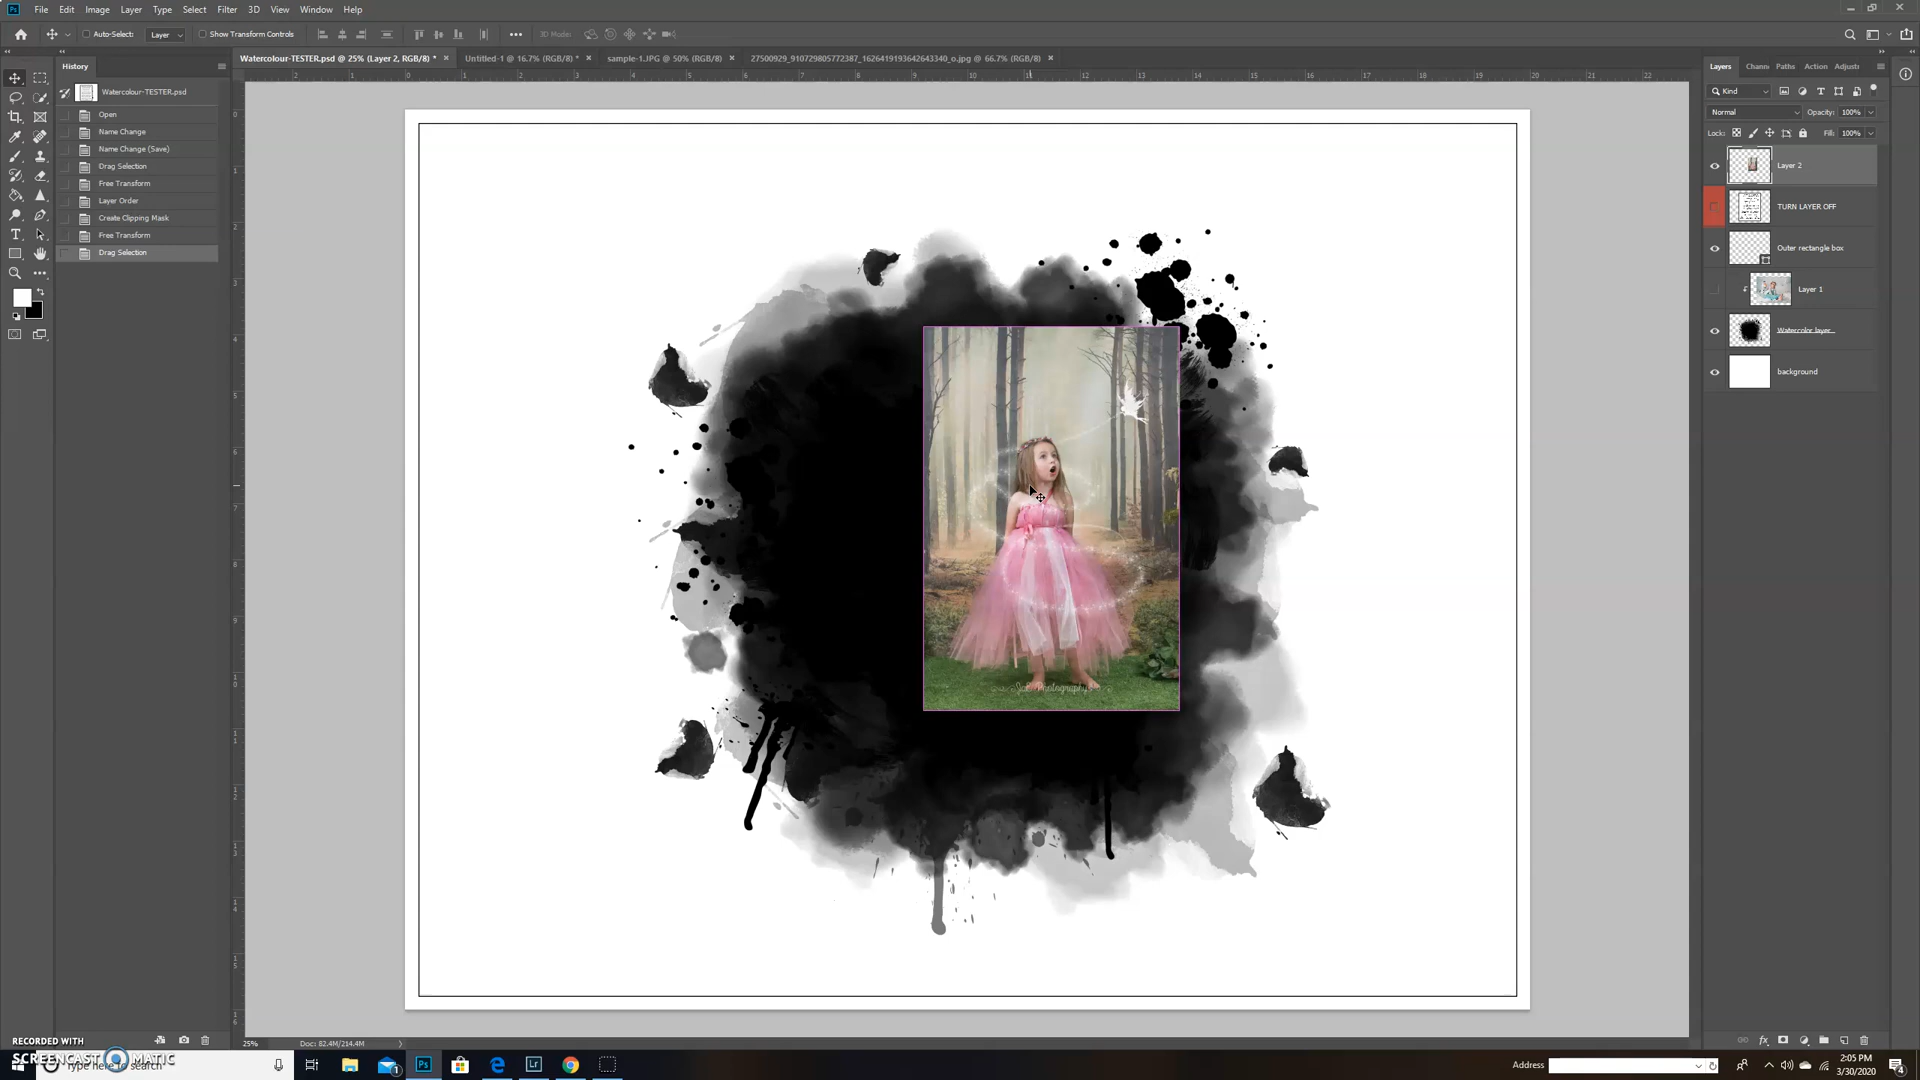 File Edit Image Layer Type Select Filter 3D View Window Help
Auto-Select: Layer Show Transform Controls 3D Mode:
Watercolour-TESTER.psd @ 25% (Layer 2, RGB/8) * Untitled-1 @ 16.7% (RGB/8) * sample-1.JPG @ 50% (RGB/8) 27500929_910729805772387_1626419193642643340_o.jpg @ 66.7% (RGB/8)
History
Watercolour-TESTER.psd
Open
Name Change
Name Change (Save)
Drag Selection
Free Transform
Layer Order
Create Clipping Mask
Free Transform
Drag Selection
Layers Chann Paths Action Adjustr
Kind
Normal Opacity: 100%
Lock: Fill: 100%
Layer 2
TURN LAYER OFF
Outer rectangle box
Layer 1
Watercolor layer...
background
25% Doc: 82.4M/214.4M
RECORDED WITH
SCREENCAST MATIC
Type here to search
Address
2:05 PM
3/30/2020